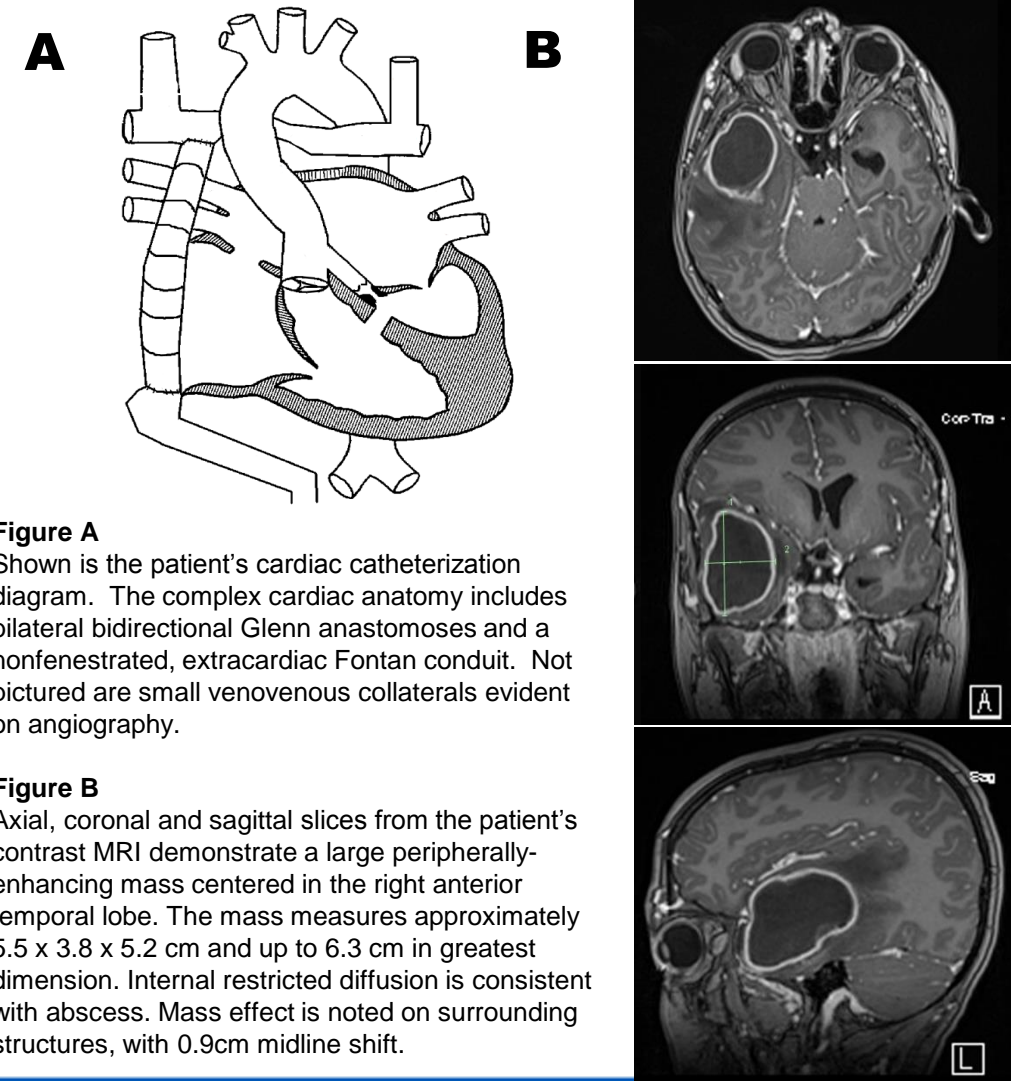 A
B
Figure A
Shown is the patient's cardiac catheterization
diagram. The complex cardiac anatomy includes
bilateral bidirectional Glenn anastomoses and a
nonfenestrated, extracardiac Fontan conduit. Not
pictured are small venovenous collaterals evident
on angiography.
Figure B
Axial, coronal and sagittal slices from the patient's
contrast MRI demonstrate a large peripherally-
enhancing mass centered in the right anterior
temporal lobe. The mass measures approximately
5.5 x 3.8 x 5.2 cm and up to 6.3 cm in greatest
dimension. Internal restricted diffusion is consistent
with abscess. Mass effect is noted on surrounding
structures, with 0.9cm midline shift.
Cor>Tra -
1
2
A
Sag
L